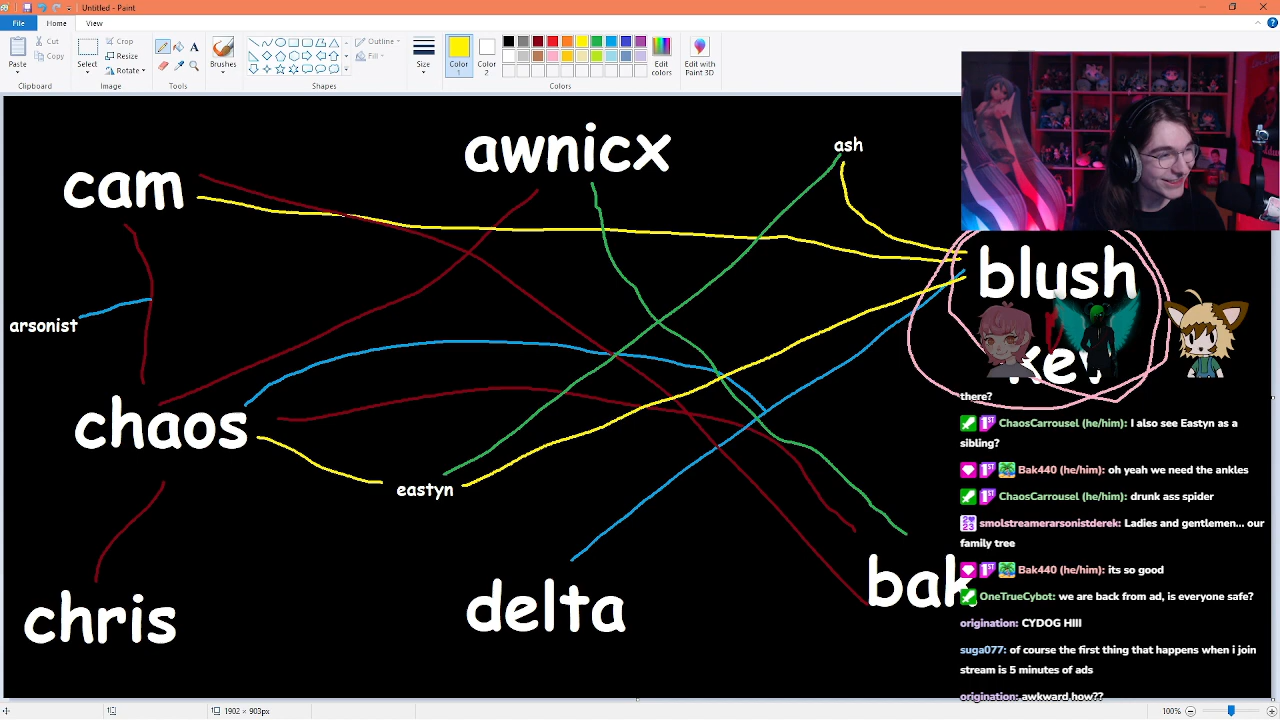 Untitled - Paint
File
Home
View
Paste
Cut
Copy
Clipboard
Select
Crop
Resize
Rotate
Image
Tools
Brushes
Shapes
Outline
Fill
Size
Color 1
Color 2
Edit colors
Edit with Paint 3D
Colors
cam
awnicx
ash
blush
arsonist
kev
chaos
eastyn
delta
bak
chris
there?
ChaosCarrousel (he/him): I also see Eastyn as a
sibling?
Bak440 (he/him): oh yeah we need the ankles
ChaosCarrousel (he/him): drunk ass spider
smolstreamerarsonistderek: Ladies and gentlemen... our
family tree
Bak440 (he/him): its so good
OneTrueCybot: we are back from ad, is everyone safe?
origination: CYDOG HIII
suga077: of course the first thing that happens when i join
stream is 5 minutes of ads
origination: awkward.how??
1902 × 903px
100%